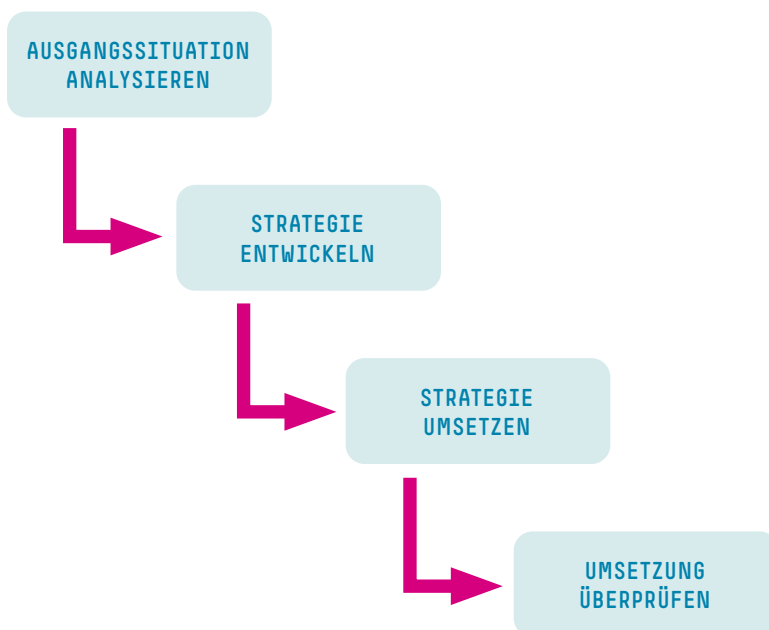 AUSGANGSSITUATION
ANALYSIEREN
STRATEGIE
ENTWICKELN
STRATEGIE
UMSETZEN
UMSETZUNG
ÜBERPRÜFEN